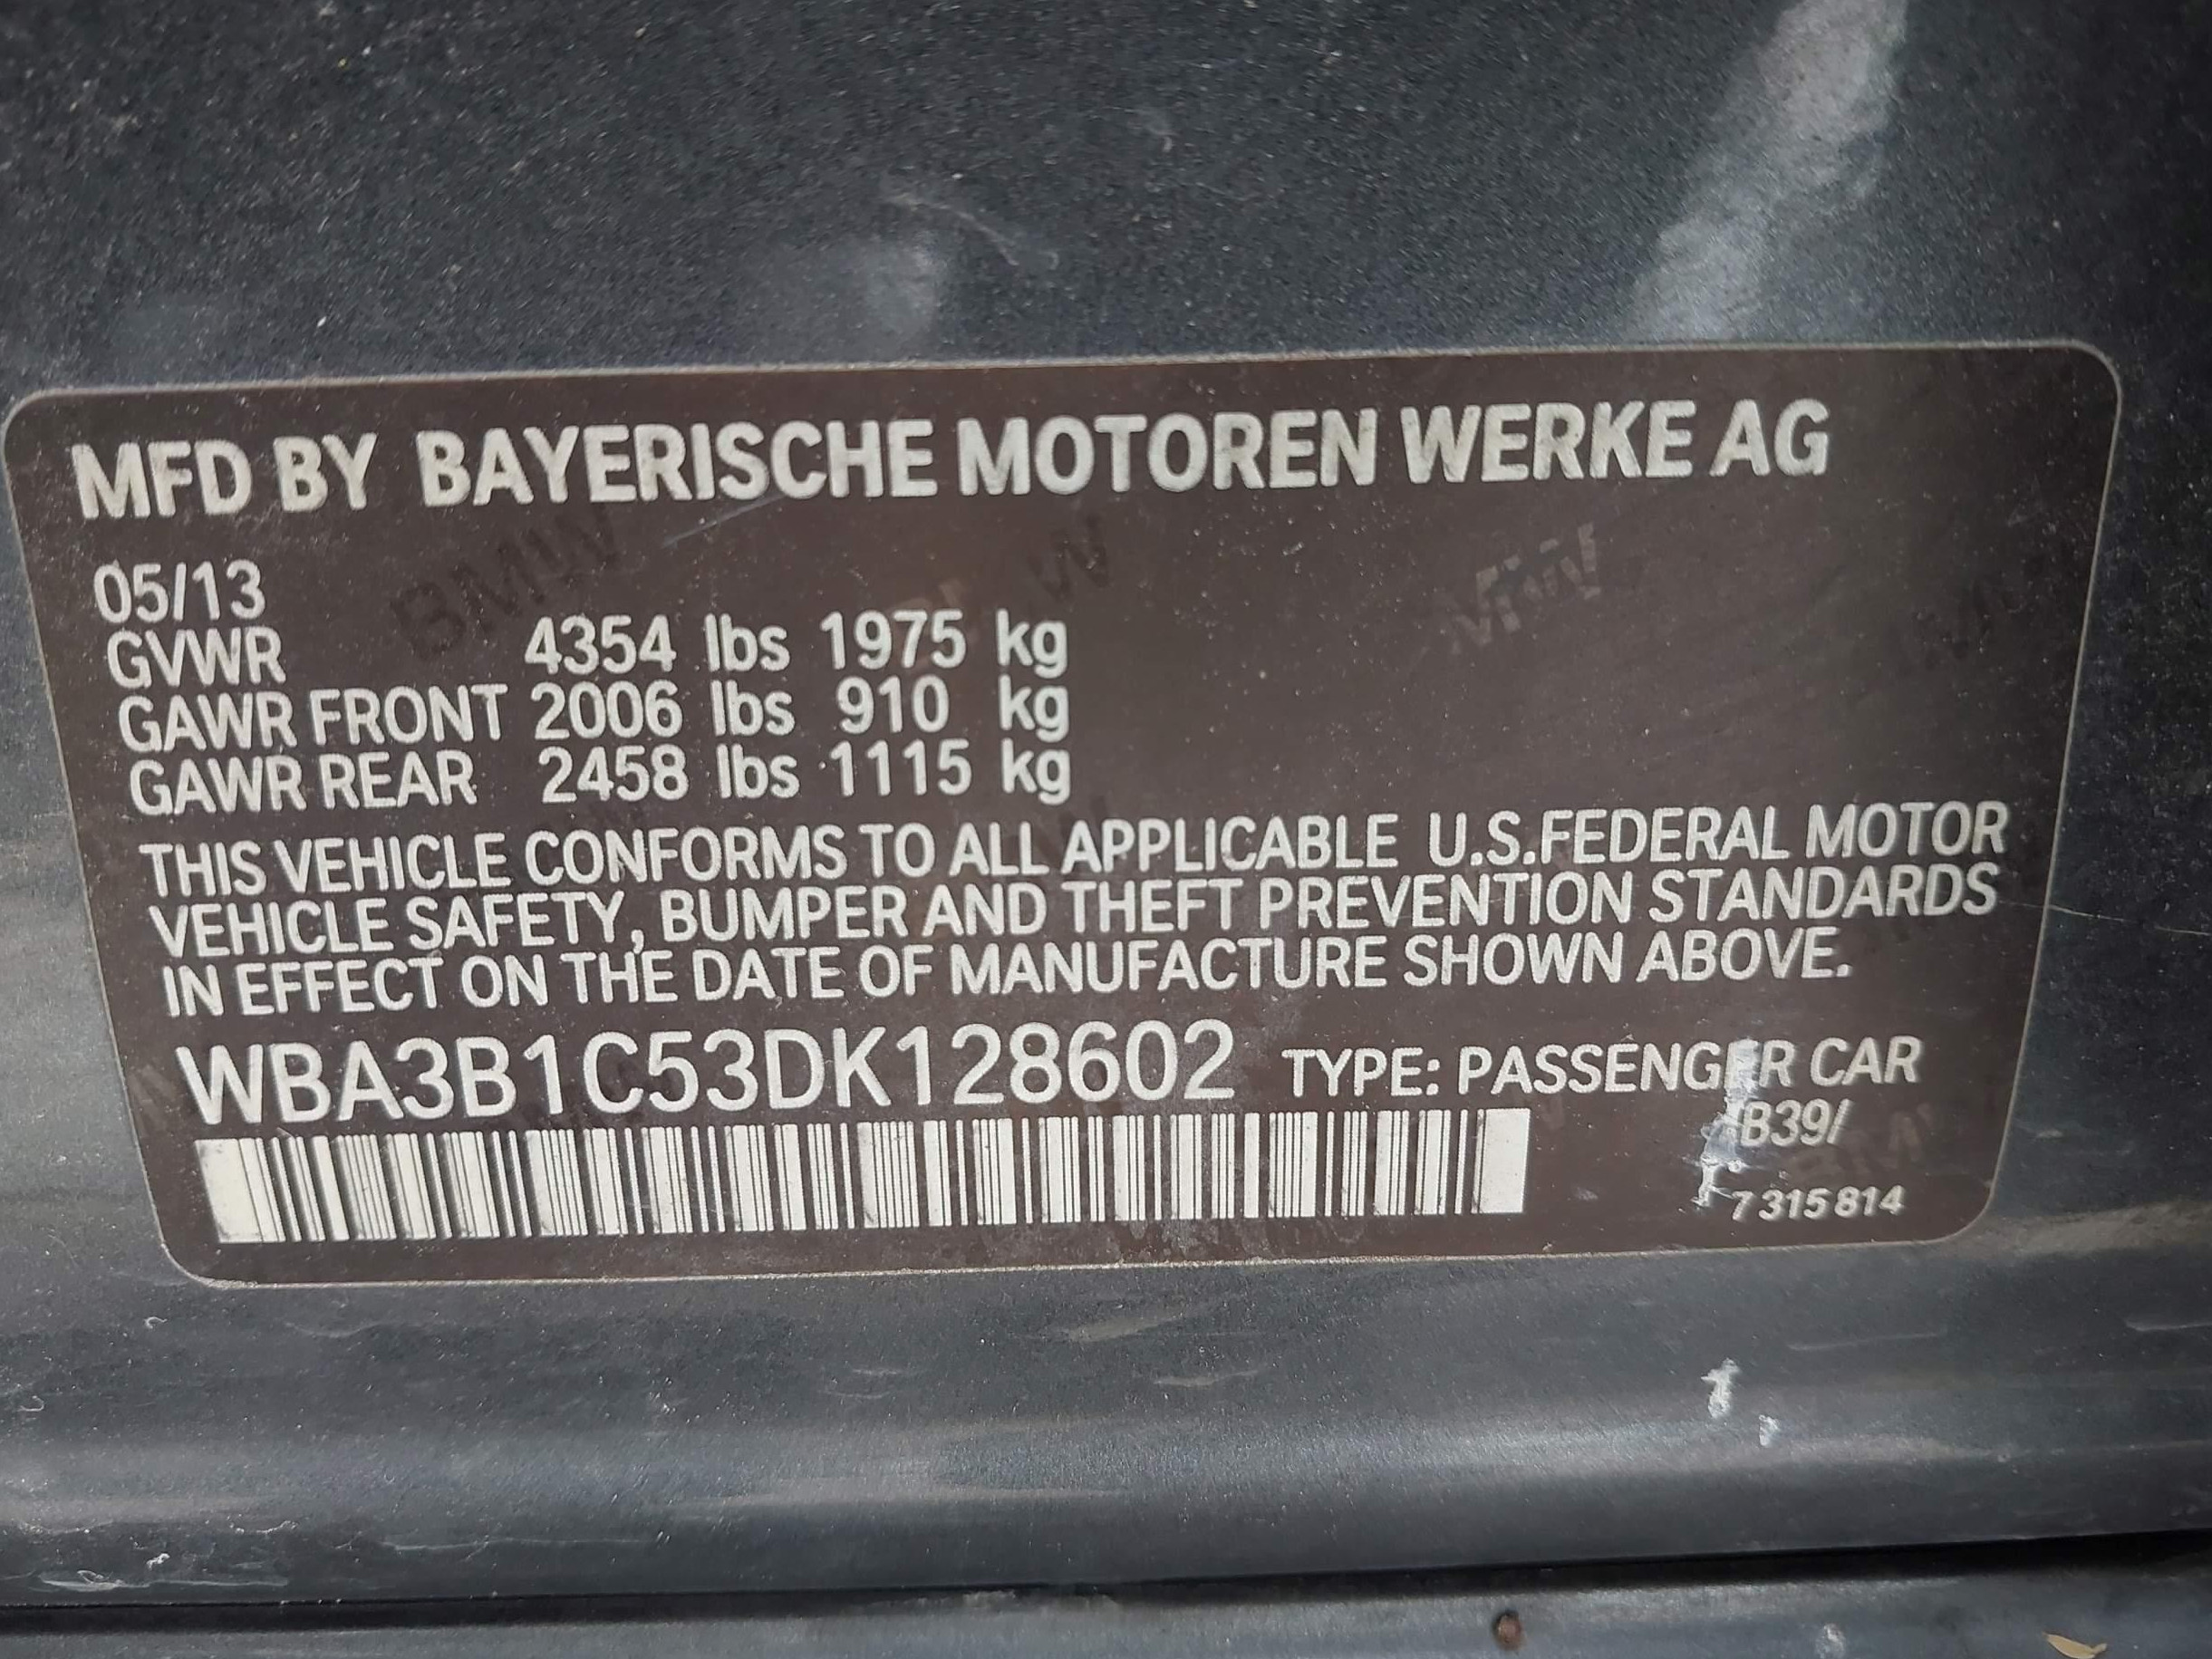 MFD BY BAYERISCHE MOTOREN WERKE AG
05/13
GVWR 4354 lbs 1975 kg
GAWR FRONT 2006 lbs 910 kg
GAWR REAR 2458 lbs 1115 kg
THIS VEHICLE CONFORMS TO ALL APPLICABLE U.S.FEDERAL MOTOR
VEHICLE SAFETY, BUMPER AND THEFT PREVENTION STANDARDS
IN EFFECT ON THE DATE OF MANUFACTURE SHOWN ABOVE.
WBA3B1C53DK128602 TYPE: PASSENGER CAR
/B39/
7 315 814